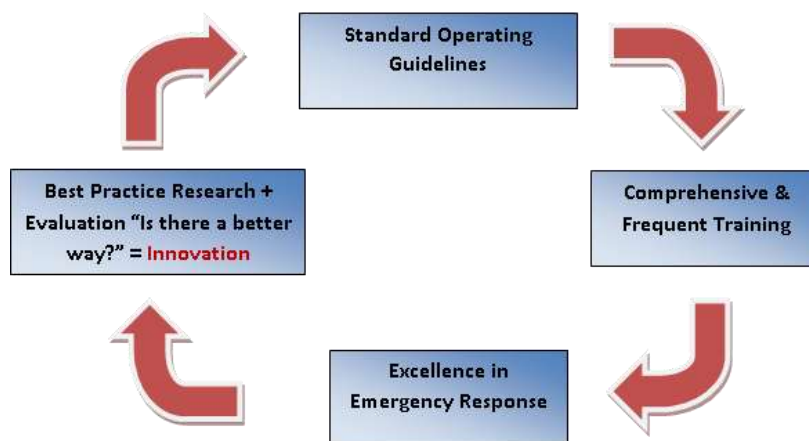 Standard Operating
Guidelines
Best Practice Research +
Evaluation “Is there a better
way?” = Innovation
Comprehensive &
Frequent Training
Excellence in
Emergency Response